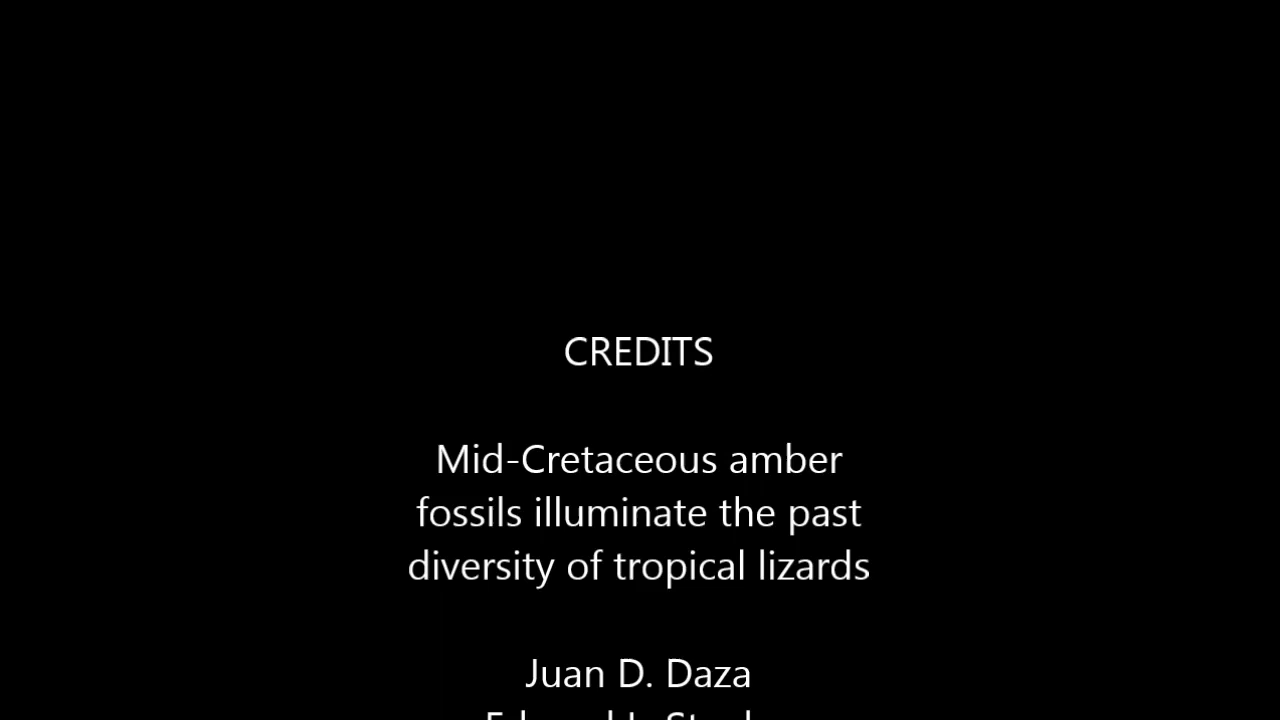 CREDITS
Mid-Cretaceous amber
fossils illuminate the past
diversity of tropical lizards
Juan D. Daza